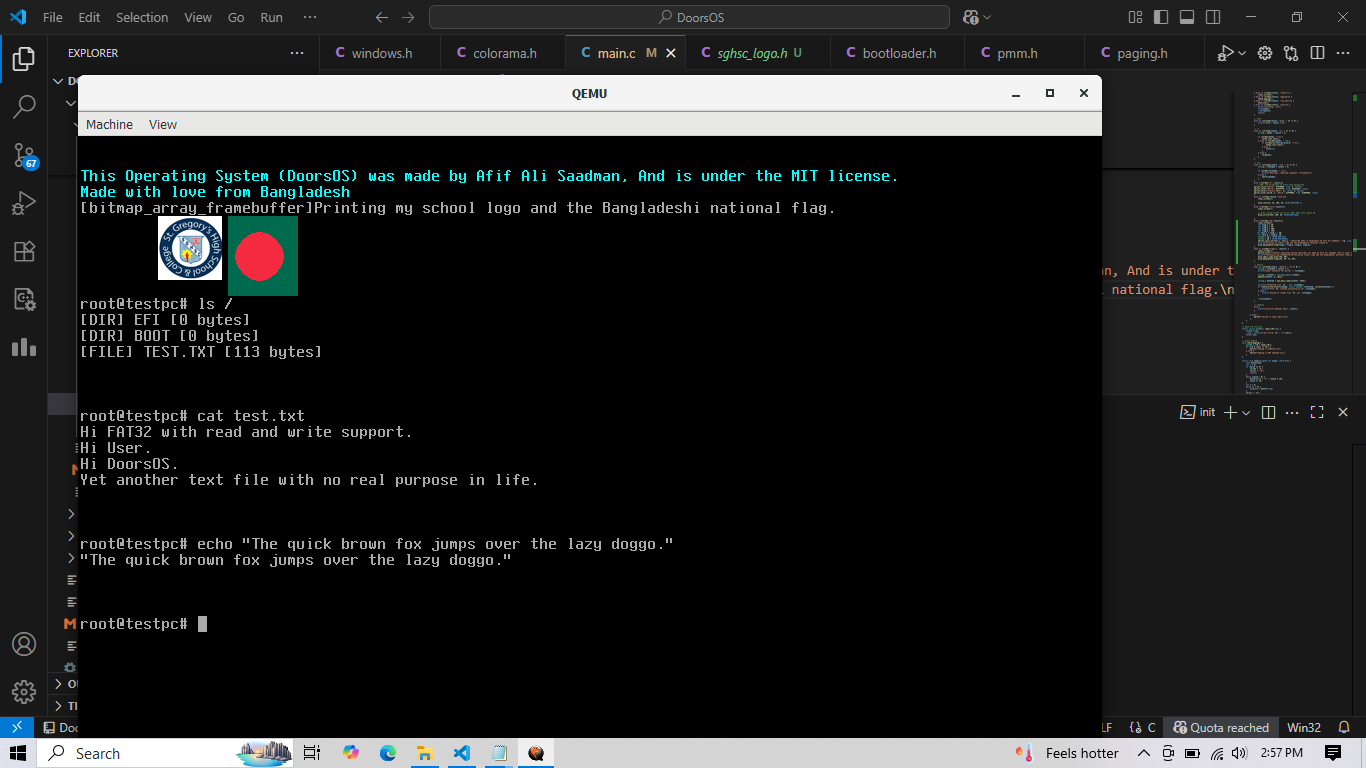 File Edit Selection View Go Run ···
DoorsOS
EXPLORER ···
windows.h
colorama.h
main.c M
sghsc_logo.h U
bootloader.h
pmm.h
paging.h
QEMU
Machine View
This Operating System (DoorsOS) was made by Afif Ali Saadman, And is under the MIT license.
Made with love from Bangladesh
[bitmap_array_framebuffer]Printing my school logo and the Bangladeshi national flag.
St. Gregory's High School & College
root@testpc# ls /
[DIR] EFI [0 bytes]
[DIR] BOOT [0 bytes]
[FILE] TEST.TXT [113 bytes]
root@testpc# cat test.txt
Hi FAT32 with read and write support.
Hi User.
Hi DoorsOS.
Yet another text file with no real purpose in life.
root@testpc# echo "The quick brown fox jumps over the lazy doggo."
"The quick brown fox jumps over the lazy doggo."
root@testpc#
n, And is under t
l national flag.\n
init
67
Doo
LF {} C Quota reached Win32
Search
Feels hotter
2:57 PM